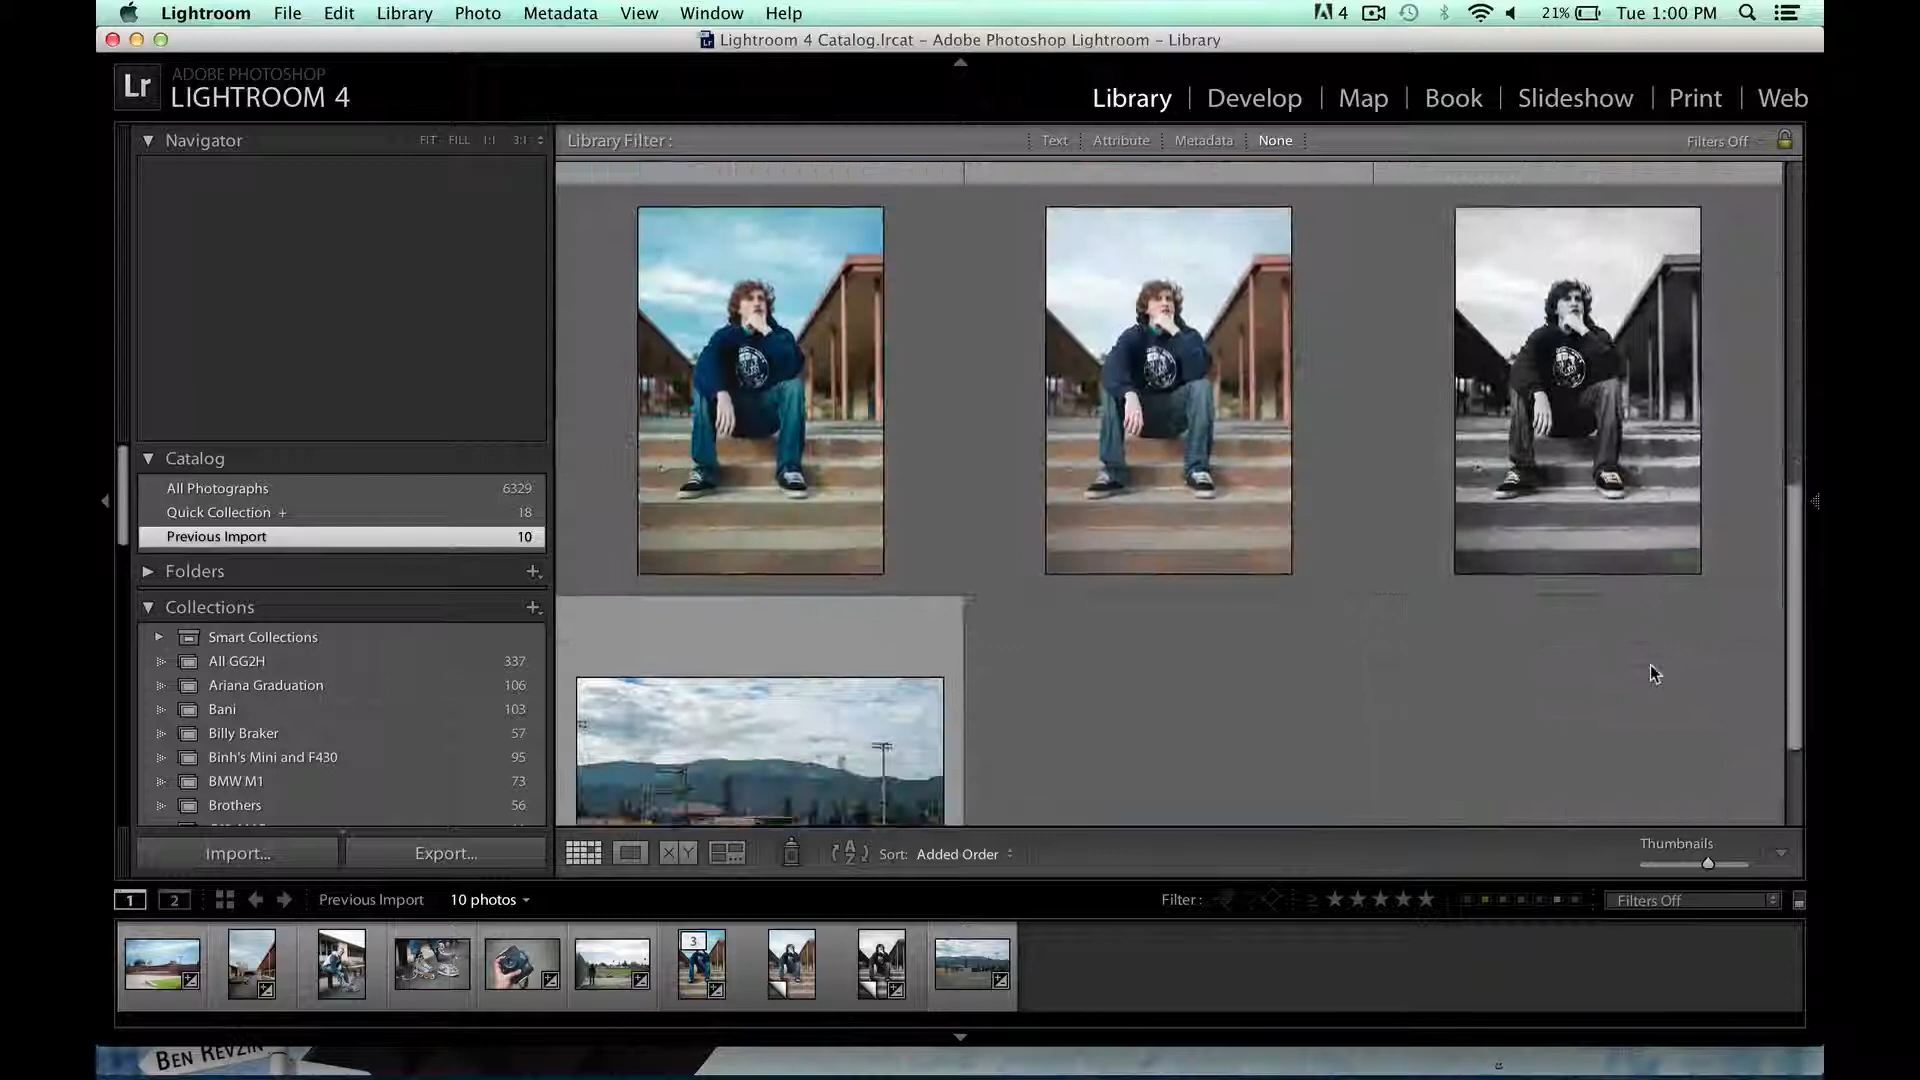 Lightroom File Edit Library Photo Metadata View Window Help 4 21% Tue 1:00 PM
Lightroom 4 Catalog.lrcat – Adobe Photoshop Lightroom – Library
Lr ADOBE PHOTOSHOP
LIGHTROOM 4
Library | Develop | Map | Book | Slideshow | Print | Web
Navigator FIT FILL 1:1 3:1
Library Filter : Text Attribute Metadata None Filters Off
Catalog
All Photographs 6329
Quick Collection + 18
Previous Import 10
Folders +
Collections +
Smart Collections
All GG2H 337
Ariana Graduation 106
Bani 103
Billy Braker 57
Binh's Mini and F430 95
BMW M1 73
Brothers 56
Import... Export... X Y A Z Sort: Added Order Thumbnails
1 2 Previous Import 10 photos Filter : ≥ ★★★★★ Filters Off
3
BEN REVZIN